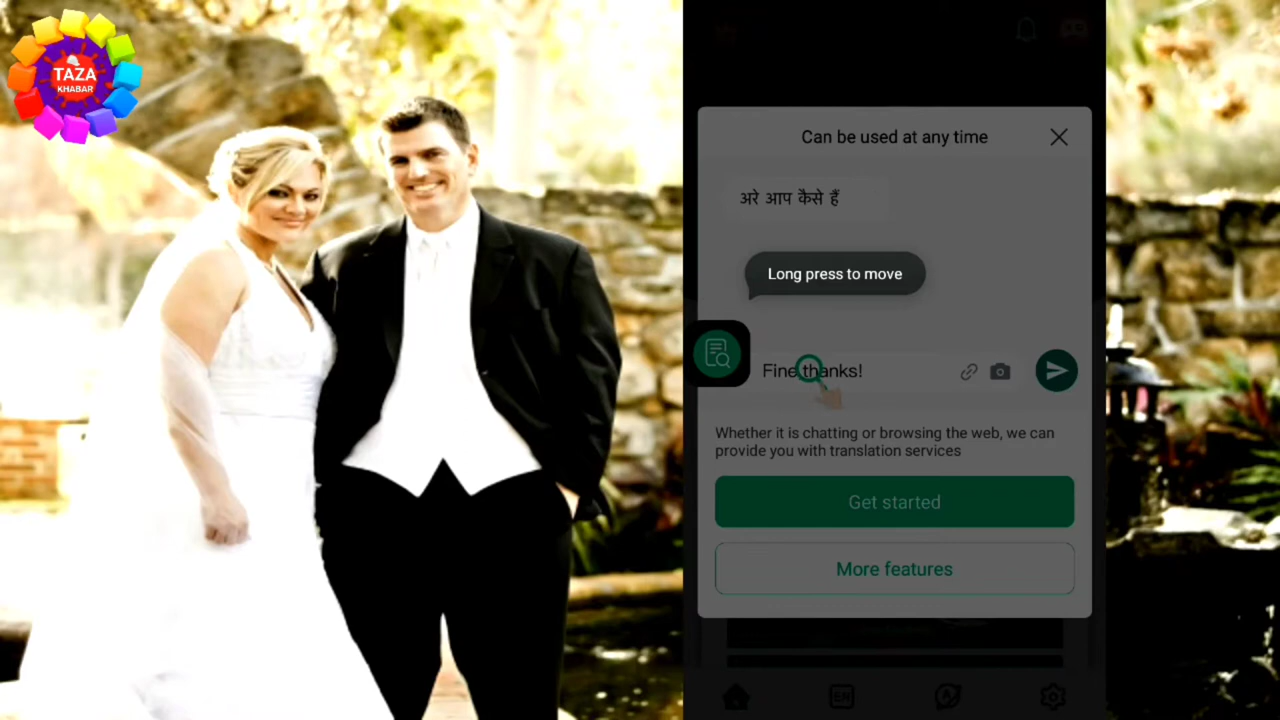 TAZA
KHABAR
Can be used at any time
अरे आप कैसे हैं
Long press to move
Fine thanks!
Whether it is chatting or browsing the web, we can
provide you with translation services
Get started
More features
EN
A